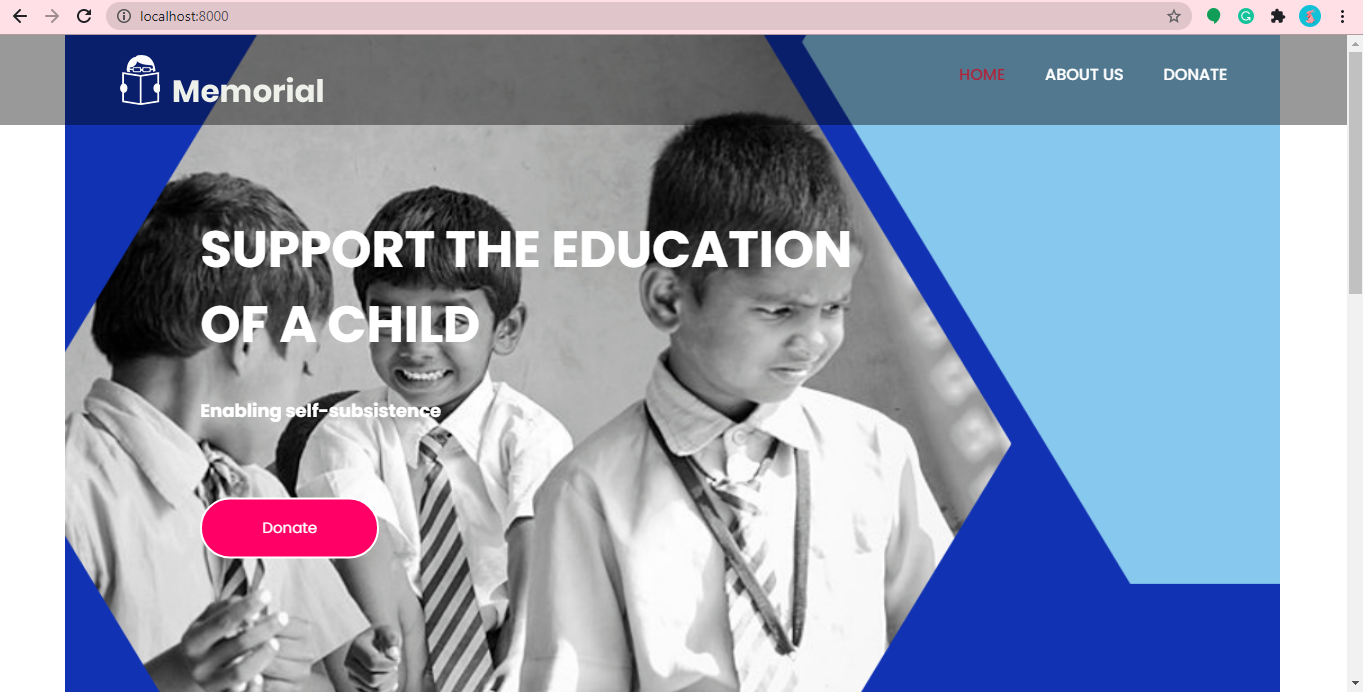 localhost:8000
Memorial
HOME ABOUT US DONATE
SUPPORT THE EDUCATION
OF A CHILD
Enabling self-subsistence
Donate